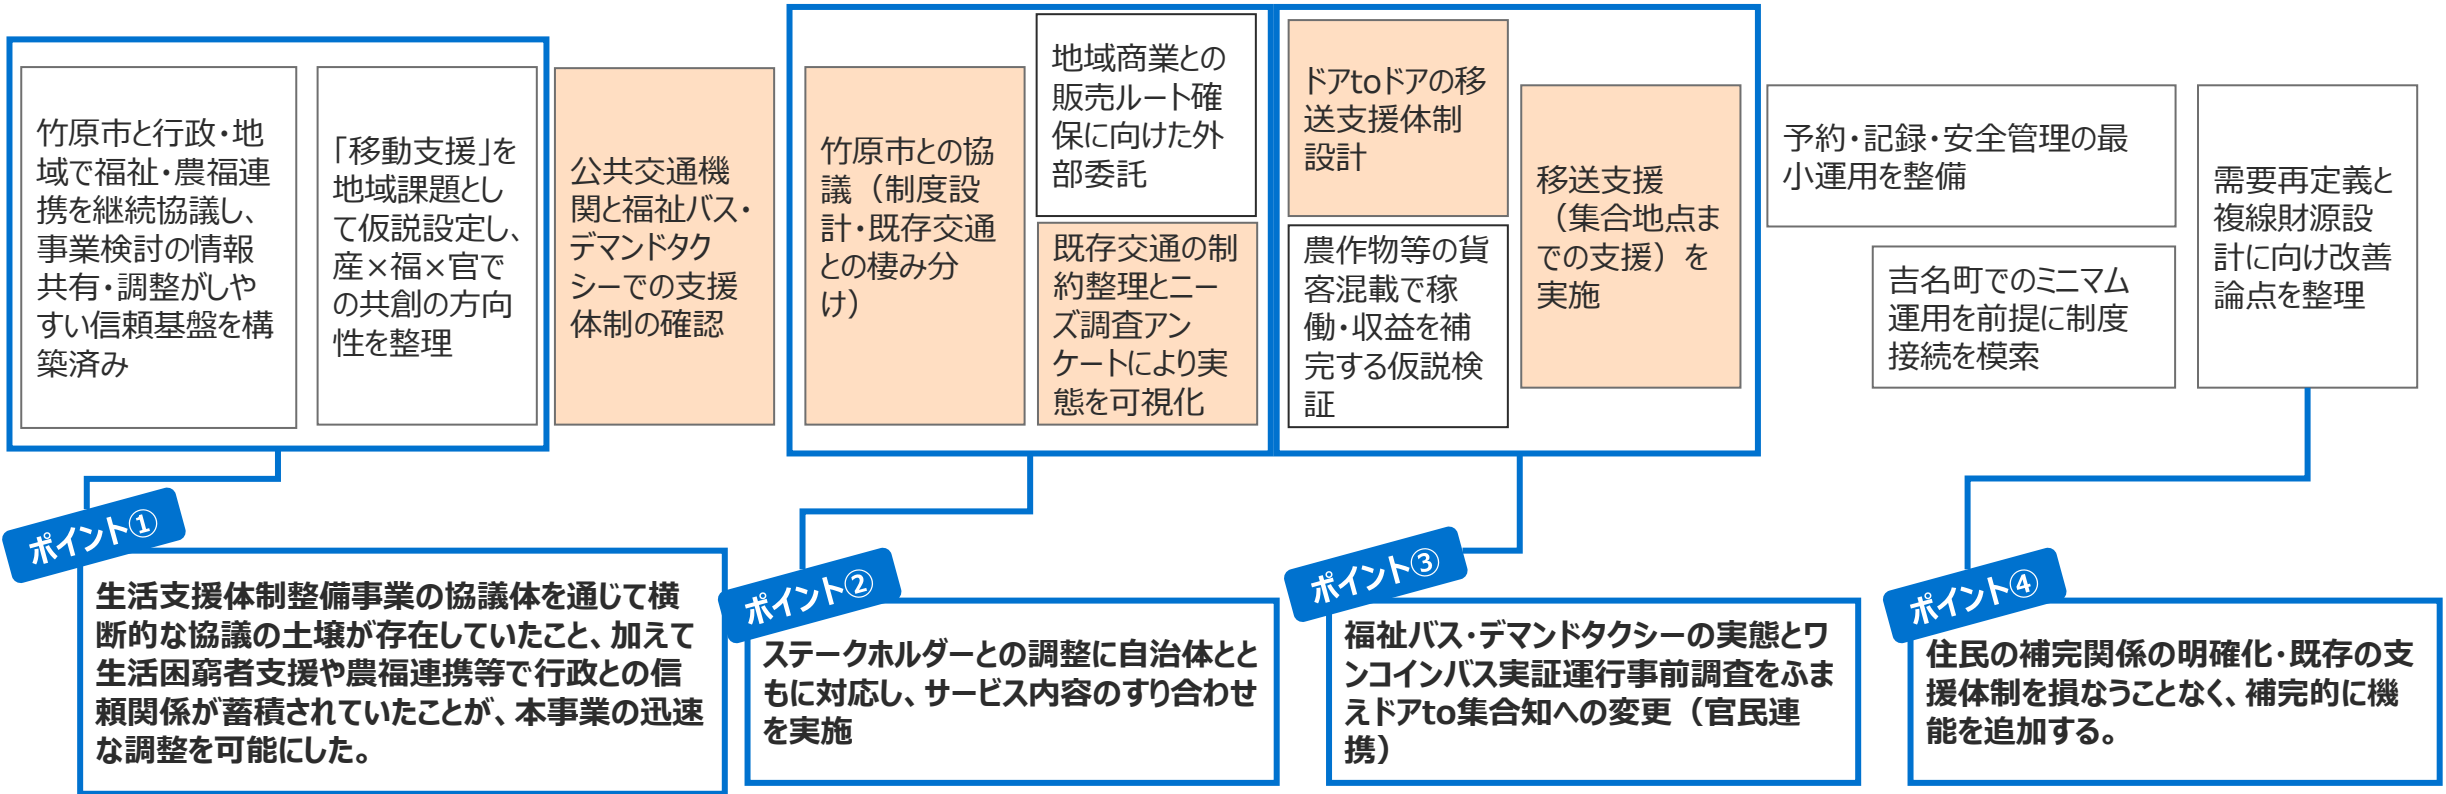 竹原市と行政・地
域で福祉・農福連
携を継続協議し、
事業検討の情報
共有・調整がしや
すい信頼基盤を構
築済み
「移動支援」を
地域課題とし
て仮説設定し、
産×福×官で
の共創の方向
性を整理
公共交通機
関と福祉バス・
デマンドタク
シーでの支援
体制の確認
竹原市との協
議（制度設
計・既存交通
との棲み分
け）
地域商業との
販売ルート確
保に向けた外
部委託
既存交通の制
約整理とニー
ズ調査アン
ケートにより実
態を可視化
ドアtoドアの移
送支援体制
設計
農作物等の貨
客混載で稼
働・収益を補
完する仮説検
証
移送支援
（集合地点ま
での支援）を
実施
予約・記録・安全管理の最
小運用を整備
吉名町でのミニマム
運用を前提に制度
接続を模索
需要再定義と
複線財源設
計に向け改善
論点を整理
ポイント①
生活支援体制整備事業の協議体を通じて横
断的な協議の土壌が存在していたこと、加えて
生活困窮者支援や農福連携等で行政との信
頼関係が蓄積されていたことが、本事業の迅速
な調整を可能にした。
ポイント②
ステークホルダーとの調整に自治体とと
もに対応し、サービス内容のすり合わせ
を実施
ポイント③
福祉バス・デマンドタクシーの実態とワ
ンコインバス実証運行事前調査をふま
えドアto集合知への変更（官民連
携）
ポイント④
住民の補完関係の明確化・既存の支
援体制を損なうことなく、補完的に機
能を追加する。